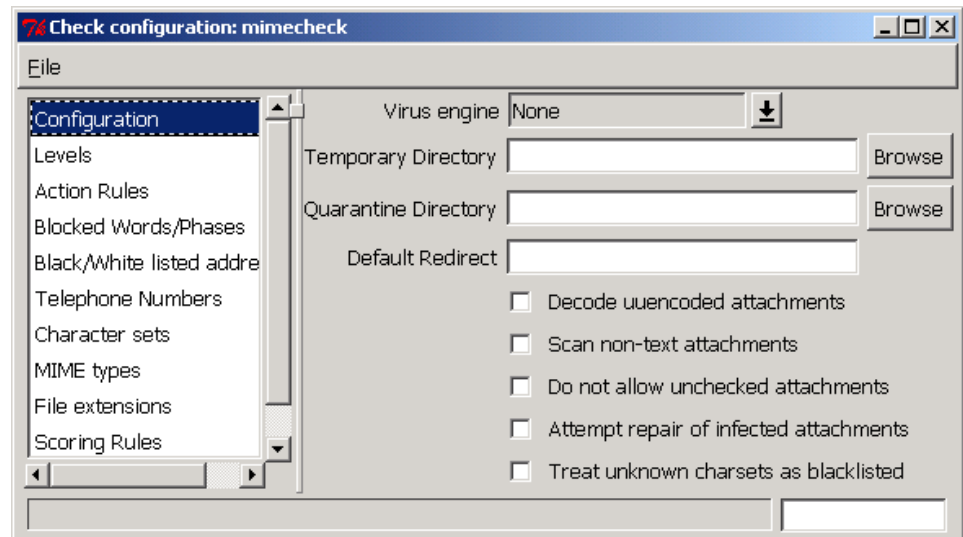 Check configuration: mimecheck
File
Configuration
Levels
Action Rules
Blocked Words/Phases
Black/White listed addre
Telephone Numbers
Character sets
MIME types
File extensions
Scoring Rules
Virus engine None
Temporary Directory Browse
Quarantine Directory Browse
Default Redirect
Decode uuencoded attachments
Scan non-text attachments
Do not allow unchecked attachments
Attempt repair of infected attachments
Treat unknown charsets as blacklisted